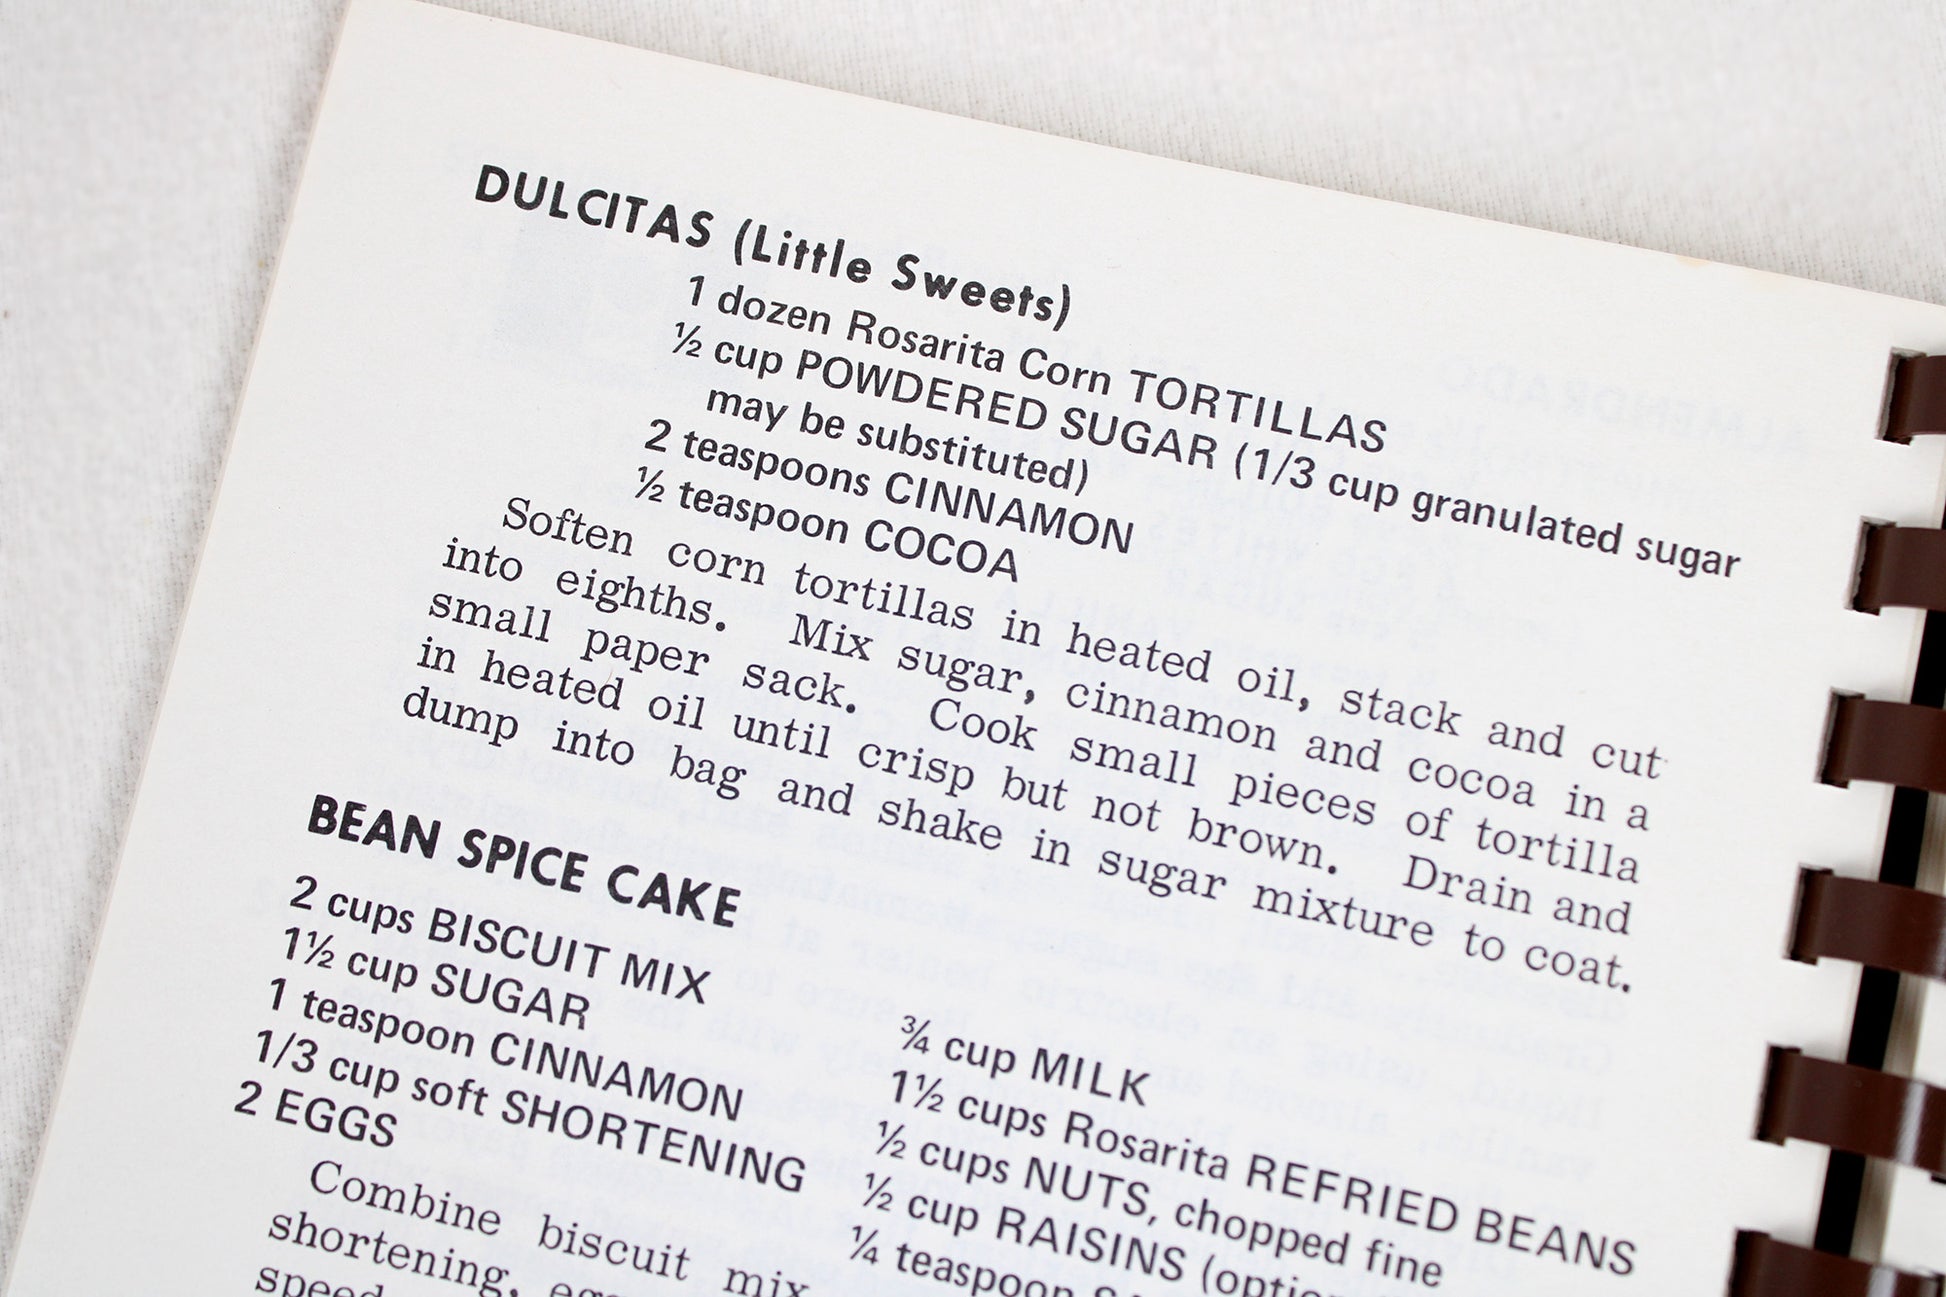 DULCITAS (Little Sweets)
1 dozen Rosarita Corn TORTILLAS
½ cup POWDERED SUGAR (1/3 cup granulated sugar
may be substituted)
2 teaspoons CINNAMON
½ teaspoon COCOA
Soften corn tortillas in heated oil, stack and cut
into eighths. Mix sugar, cinnamon and cocoa in a
small paper sack. Cook small pieces of tortilla
in heated oil until crisp but not brown. Drain and
dump into bag and shake in sugar mixture to coat.
BEAN SPICE CAKE
2 cups BISCUIT MIX
1½ cup SUGAR
1 teaspoon CINNAMON
1/3 cup soft SHORTENING
2 EGGS
¾ cup MILK
1½ cups Rosarita REFRIED BEANS
½ cups NUTS, chopped fine
½ cup RAISINS
¼ teaspoon
Combine biscuit mix
shortening,
speed